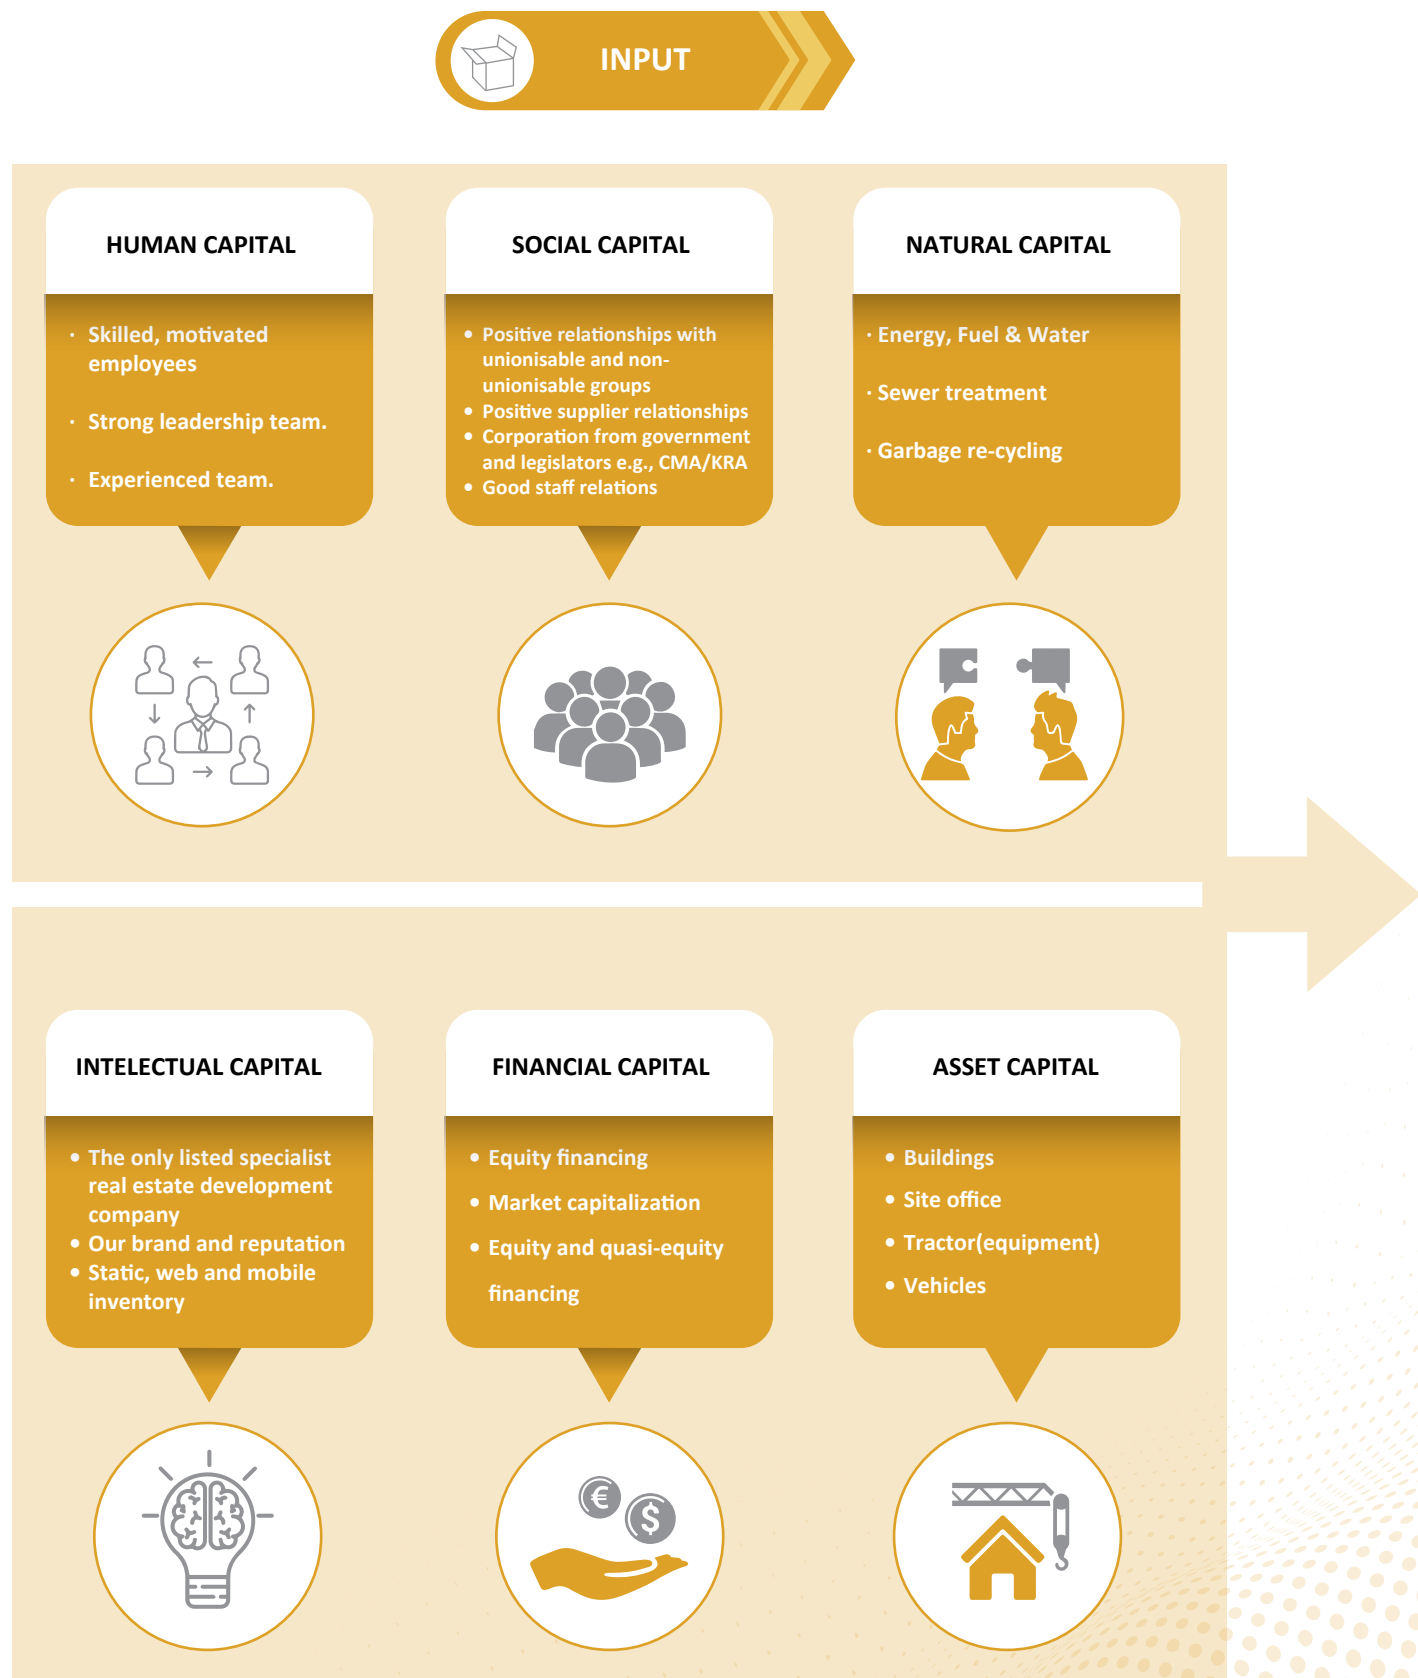 INPUT
HUMAN CAPITAL
· Skilled, motivated
employees
· Strong leadership team.
· Experienced team.
SOCIAL CAPITAL
• Positive relationships with
unionisable and non-
unionisable groups
• Positive supplier relationships
• Corporation from government
and legislators e.g., CMA/KRA
• Good staff relations
NATURAL CAPITAL
· Energy, Fuel & Water
· Sewer treatment
· Garbage re-cycling
INTELECTUAL CAPITAL
• The only listed specialist
real estate development
company
• Our brand and reputation
• Static, web and mobile
inventory
FINANCIAL CAPITAL
• Equity financing
• Market capitalization
• Equity and quasi-equity
financing
€
$
ASSET CAPITAL
• Buildings
• Site office
• Tractor(equipment)
• Vehicles